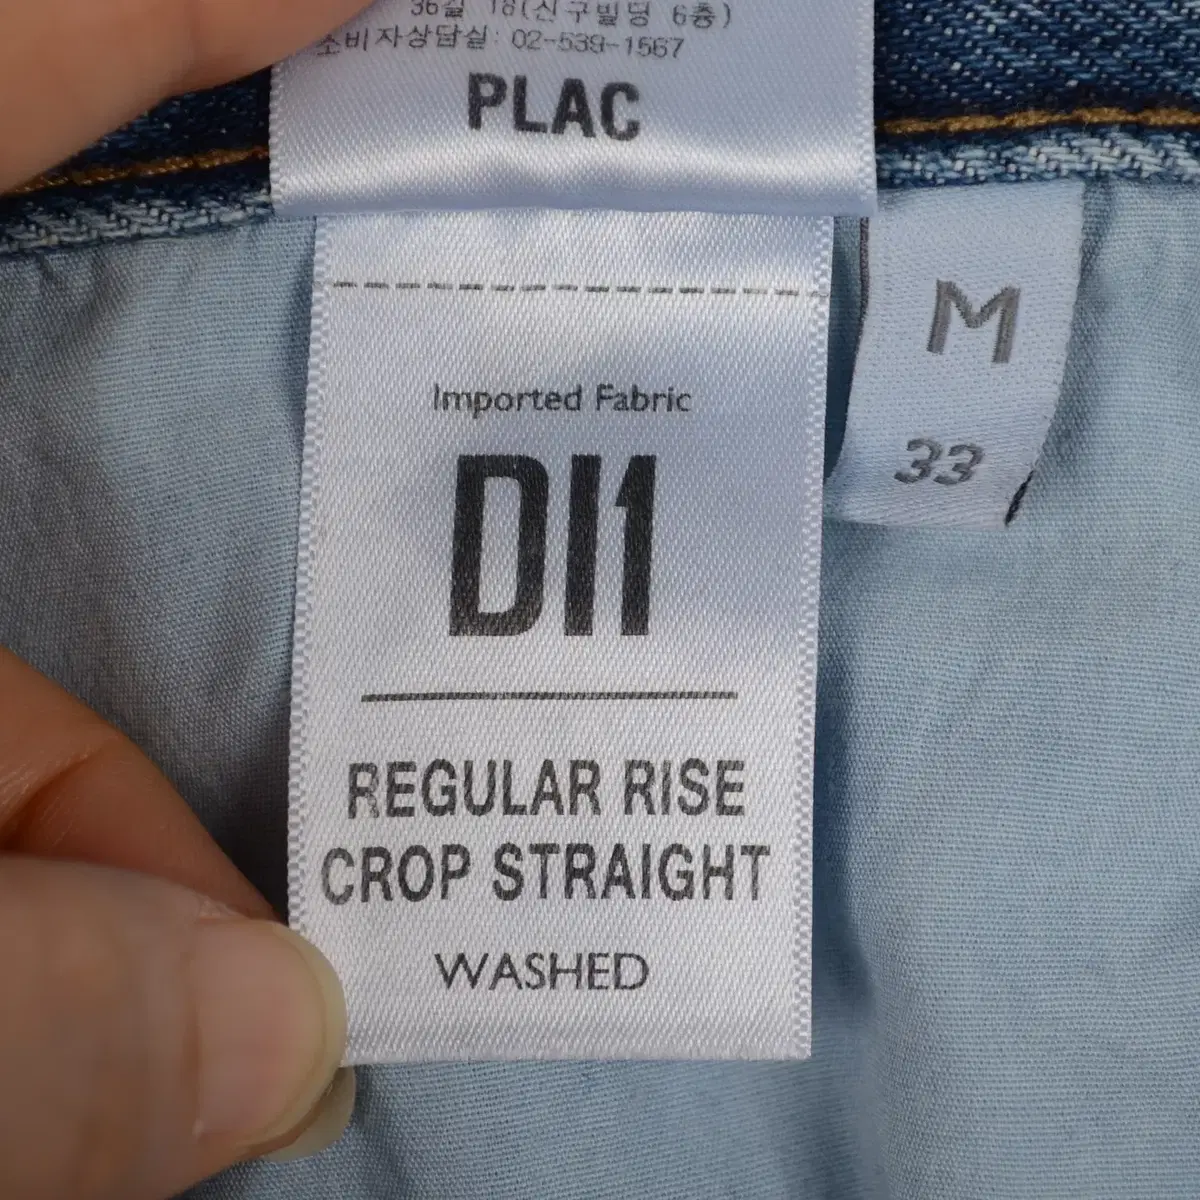 36길 18(신구빌딩 6층)
소비자상담실: 02-539-1567
PLAC
Imported Fabric
DI1
REGULAR RISE
CROP STRAIGHT
WASHED
M
33